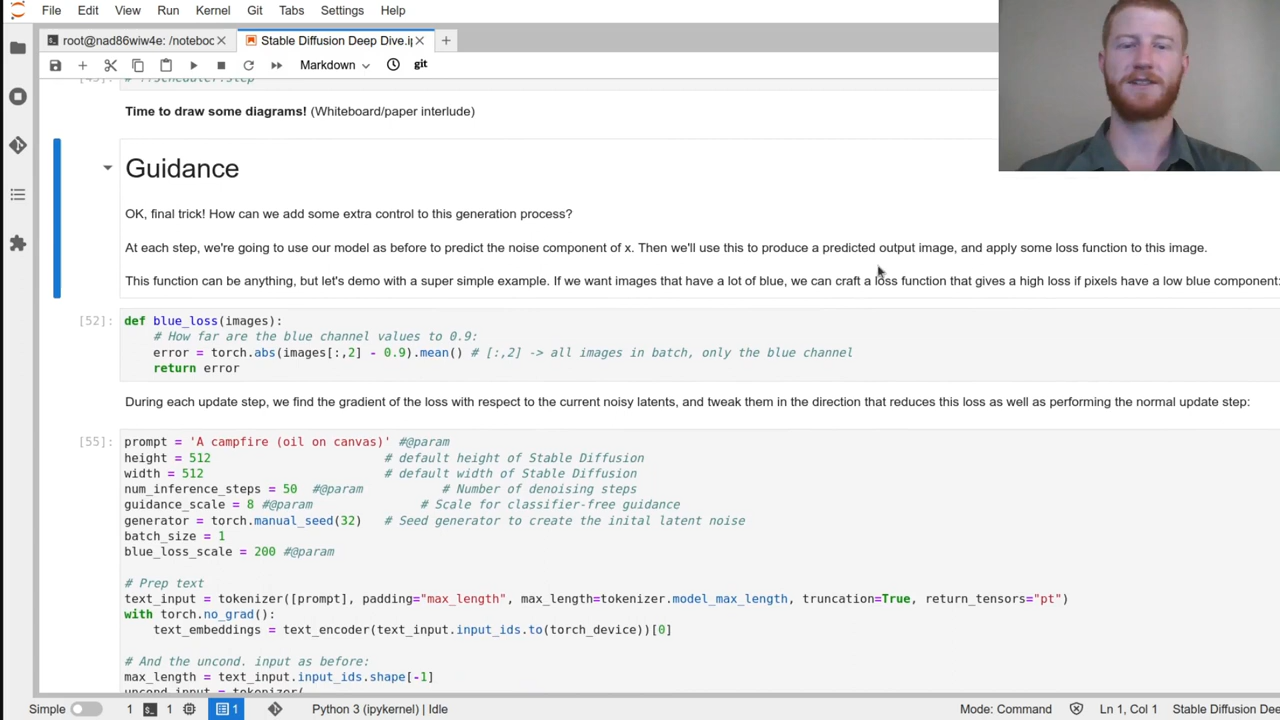 File Edit View Run Kernel Git Tabs Settings Help
root@nad86wiw4e: /noteboc
Stable Diffusion Deep Dive.ip
Markdown
git
Time to draw some diagrams! (Whiteboard/paper interlude)
Guidance
OK, final trick! How can we add some extra control to this generation process?
At each step, we're going to use our model as before to predict the noise component of x. Then we'll use this to produce a predicted output image, and apply some loss function to this image.
This function can be anything, but let's demo with a super simple example. If we want images that have a lot of blue, we can craft a loss function that gives a high loss if pixels have a low blue component:
[52]: def blue_loss(images):
# How far are the blue channel values to 0.9:
error = torch.abs(images[:,2] - 0.9).mean() # [:,2] -> all images in batch, only the blue channel
return error
During each update step, we find the gradient of the loss with respect to the current noisy latents, and tweak them in the direction that reduces this loss as well as performing the normal update step:
[55]: prompt = 'A campfire (oil on canvas)' #@param
height = 512 # default height of Stable Diffusion
width = 512 # default width of Stable Diffusion
num_inference_steps = 50 #@param # Number of denoising steps
guidance_scale = 8 #@param # Scale for classifier-free guidance
generator = torch.manual_seed(32) # Seed generator to create the inital latent noise
batch_size = 1
blue_loss_scale = 200 #@param
# Prep text
text_input = tokenizer([prompt], padding="max_length", max_length=tokenizer.model_max_length, truncation=True, return_tensors="pt")
with torch.no_grad():
text_embeddings = text_encoder(text_input.input_ids.to(torch_device))[0]
# And the uncond. input as before:
max_length = text_input.input_ids.shape[-1]
uncond_input = tokenizer(
Simple 1 1 1 Python 3 (ipykernel) | Idle Mode: Command Ln 1, Col 1 Stable Diffusion Dee